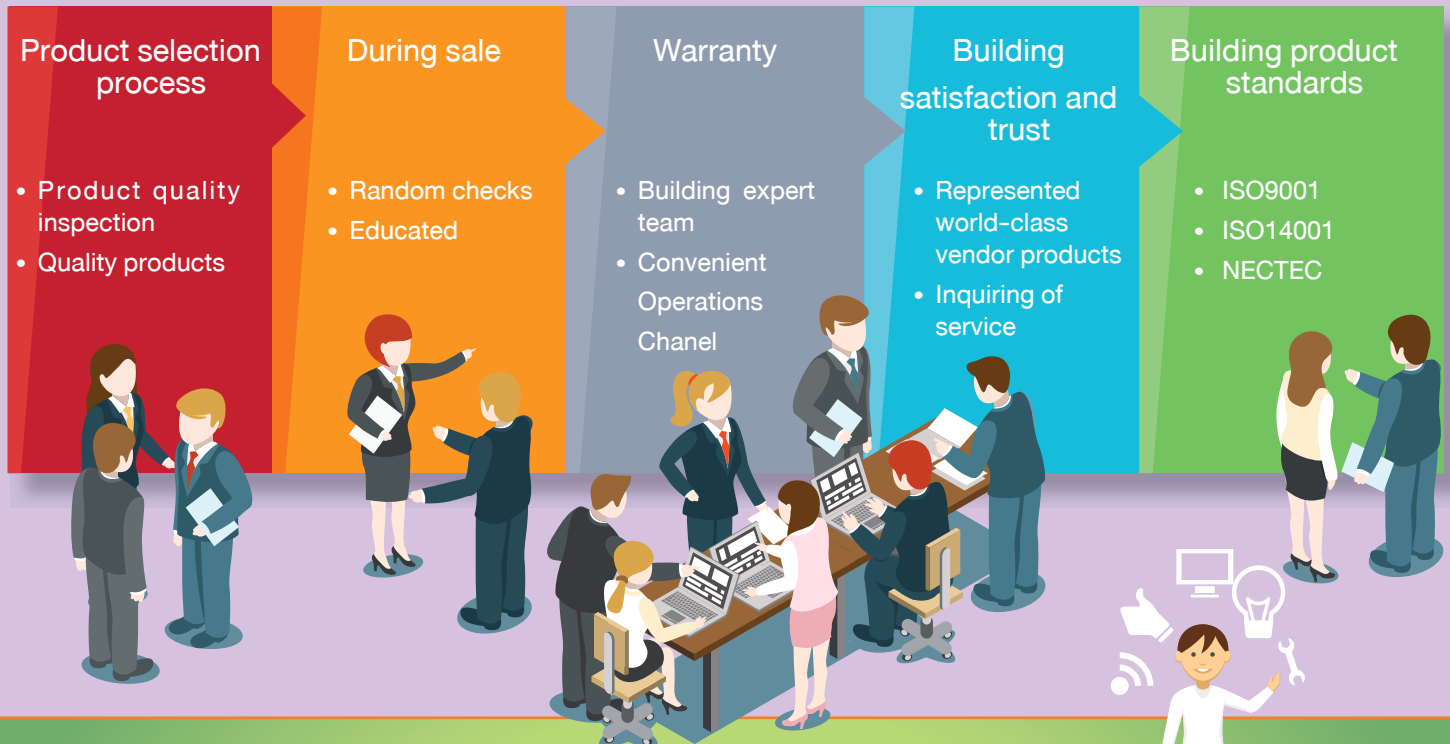 Product selection
process
• Product quality
inspection
• Quality products
During sale
• Random checks
• Educated
Warranty
• Building expert
team
• Convenient
Operations
Chanel
Building
satisfaction and
trust
• Represented
world-class
vendor products
• Inquiring of
service
Building product
standards
• ISO9001
• ISO14001
• NECTEC